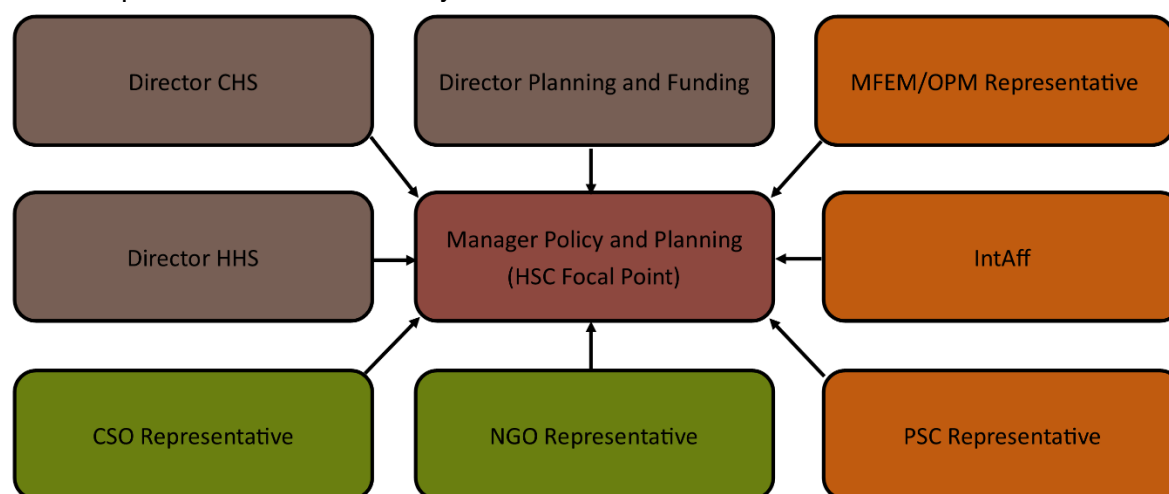 Director CHS
Director Planning and Funding
MFEM/OPM Representative
Director HHS
Manager Policy and Planning
(HSC Focal Point)
IntAff
CSO Representative
NGO Representative
PSC Representative